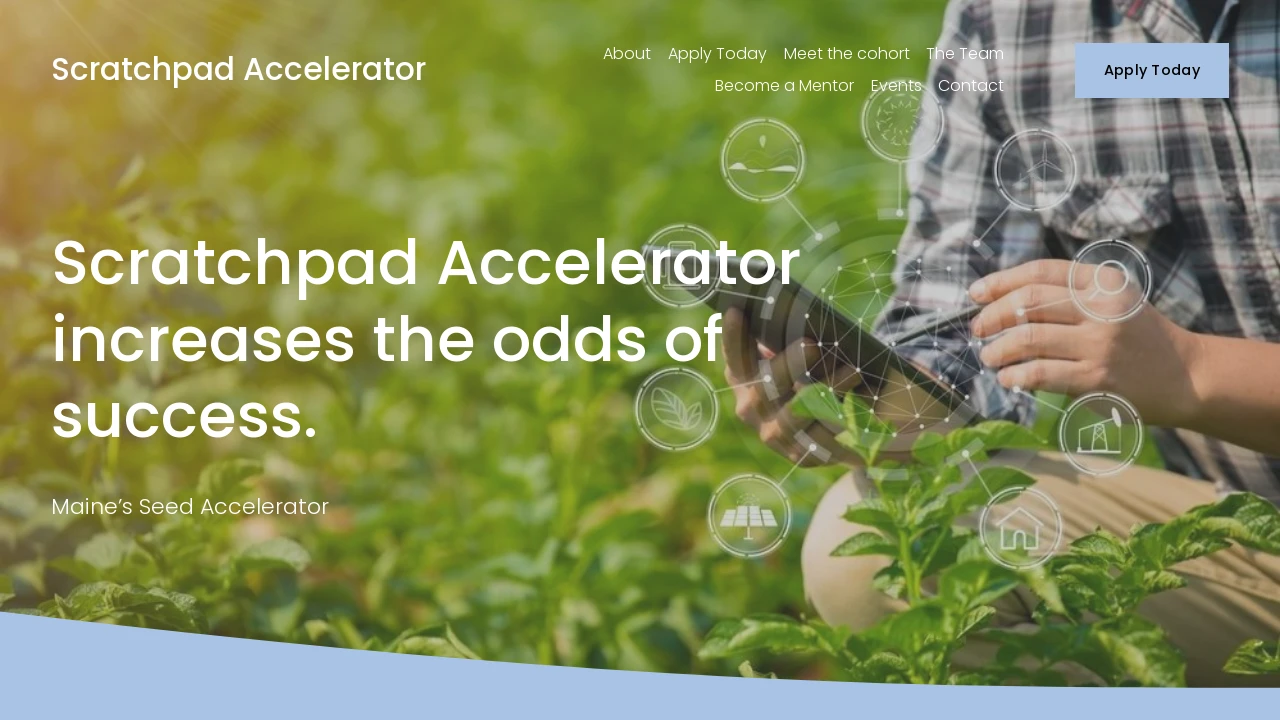 Scratchpad Accelerator
About Apply Today Meet the cohort The Team
Become a Mentor Events Contact
Apply Today
Scratchpad Accelerator
increases the odds of
success.
Maine’s Seed Accelerator